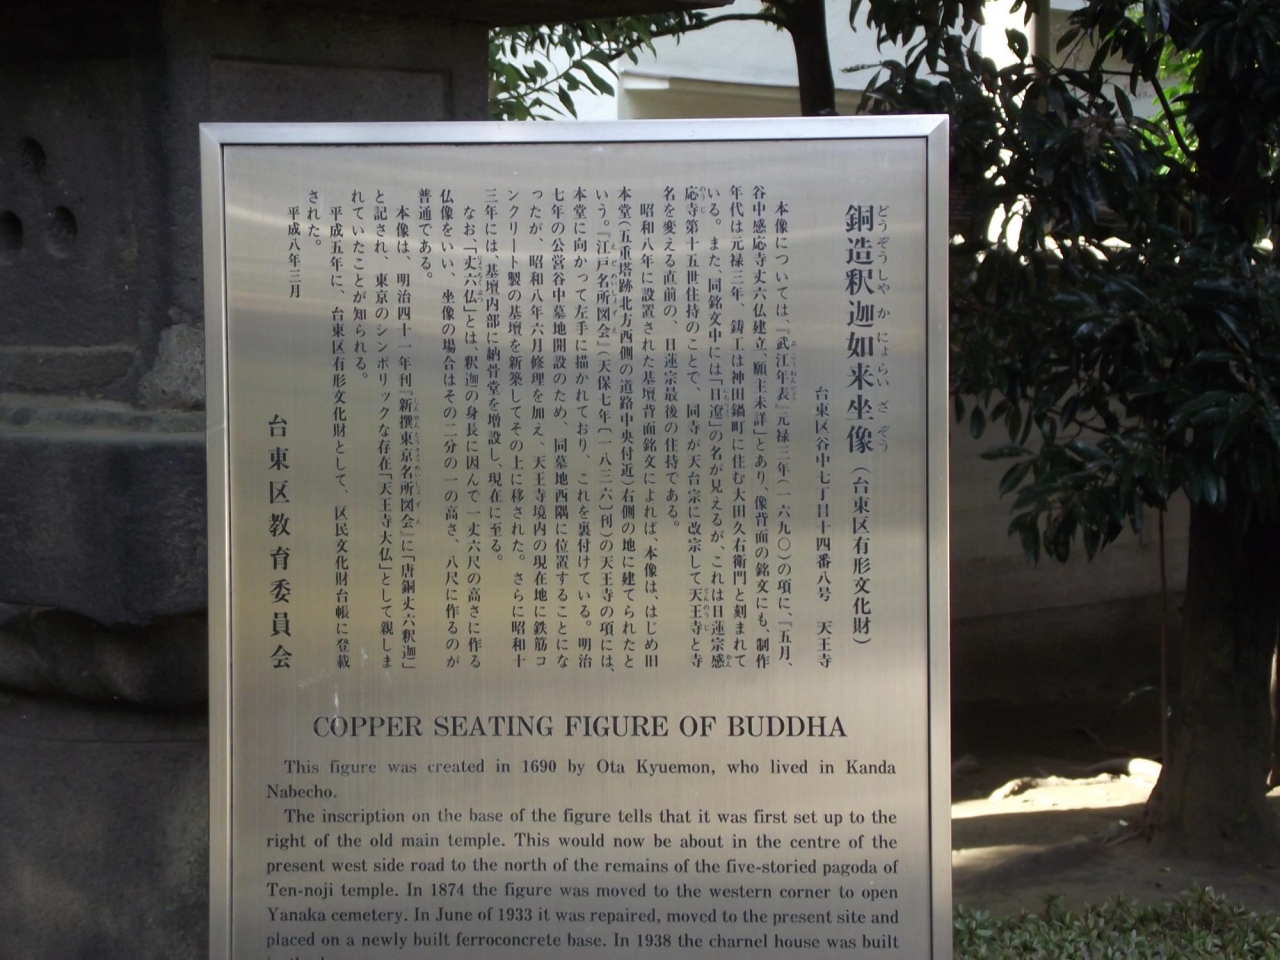 銅造釈迦如来坐像（台東区有形文化財）
台東区谷中七丁目十四番八号　天王寺
本像については、『武江年表』元禄三年（一六九〇）の項に、「五月、
谷中感応寺丈六仏建立、願主未詳」とあり、像背面の銘文にも、制作
年代は元禄三年、鋳工は神田鍋町に住む大田久右衛門と刻まれて
いる。また、同銘文中には「日遼」の名が見えるが、これは日蓮宗感
応寺第十五世住持のことで、同寺が天台宗に改宗して天王寺と寺
名を変える直前の、日蓮宗最後の住持である。
昭和八年に設置された基壇背面銘文によれば、本像は、はじめ旧
本堂（五重塔跡北方西側の道路中央付近）右側の地に建てられたと
いう。『江戸名所図会』（天保七年〔一八三六〕刊）の天王寺の項には、
本堂に向かって左手に描かれており、これを裏付けている。明治
七年の公営谷中墓地開設のため、同墓地西隅に位置することにな
ったが、昭和八年六月修理を加え、天王寺境内の現在地に鉄筋コ
ンクリート製の基壇を新築してその上に移された。さらに昭和十
三年には、基壇内部に納骨堂を増設し、現在に至る。
なお、「丈六仏」とは、釈迦の身長に因んで一丈六尺の高さに作る
仏像をいい、坐像の場合はその二分の一の高さ、八尺に作るのが
普通である。
本像は、明治四十一年刊『新撰東京名所図会』に「唐銅丈六釈迦」
と記され、東京のシンボリックな存在「天王寺大仏」として親しま
れていたことが知られる。
平成五年に、台東区有形文化財として、区民文化財台帳に登載
された。
平成八年三月
台東区教育委員会
COPPER SEATING FIGURE OF BUDDHA
This figure was created in 1690 by Ota Kyuemon, who lived in Kanda
Nabecho.
The inscription on the base of the figure tells that it was first set up to the
right of the old main temple. This would now be about in the centre of the
present west side road to the north of the remains of the five-storied pagoda of
Ten-noji temple. In 1874 the figure was moved to the western corner to open
Yanaka cemetery. In June of 1933 it was repaired, moved to the present site and
placed on a newly built ferroconcrete base. In 1938 the charnel house was built